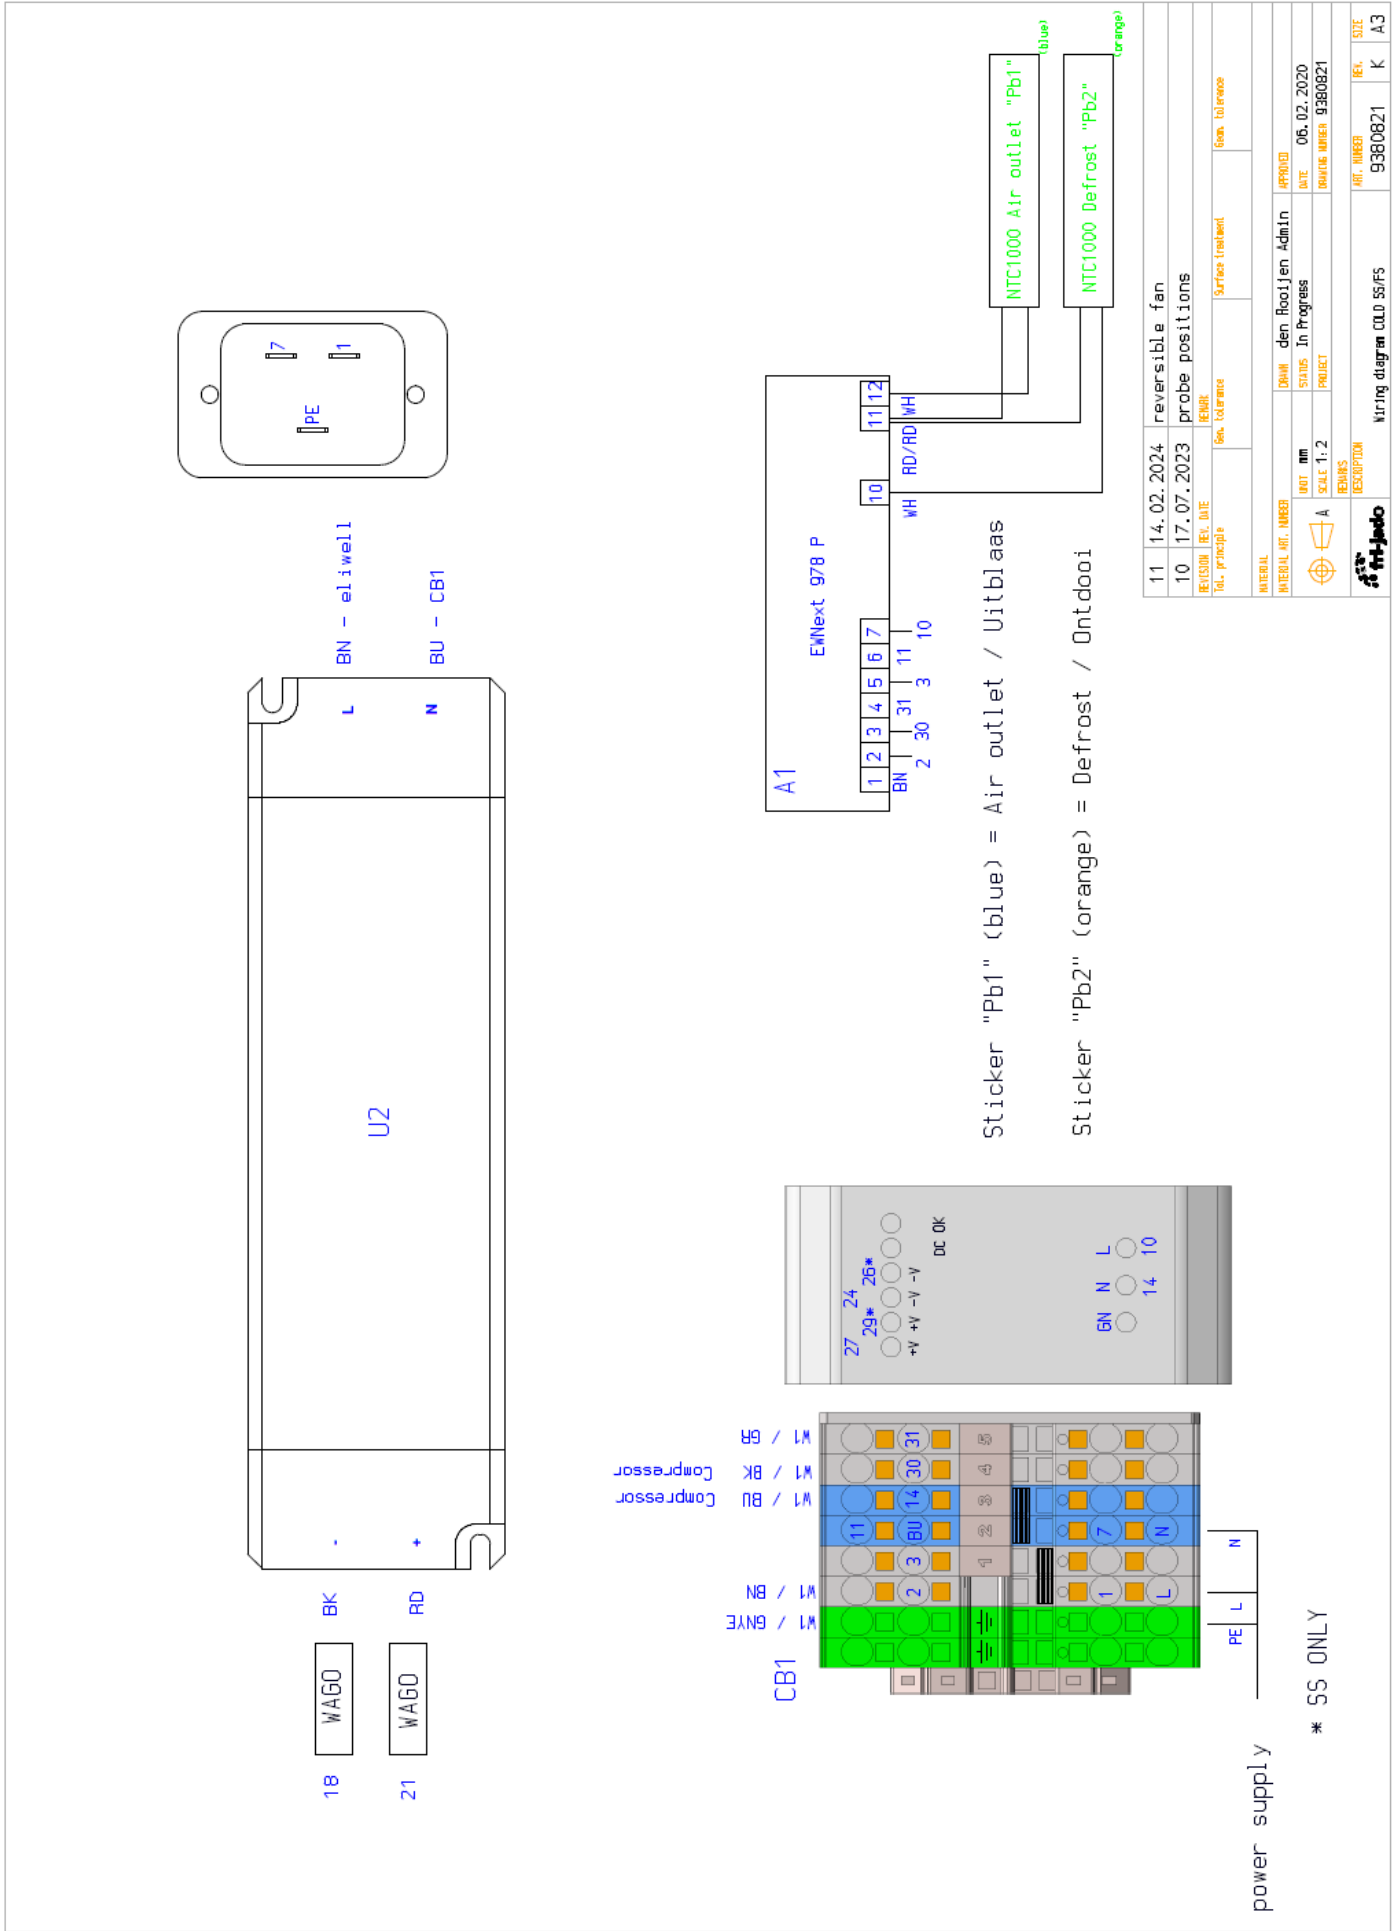 U2
-
+
L
N
BK
RD
WAGO
WAGO
18
21
BN - eliwell
BU - CB1
PE
7
1
A1
EWNext 978 P
1 2 3 4 5 6 7
10
11 12
BN
2 30 31 3 11 10
WH
RD/RD
WH
NTC1000 Air outlet "Pb1"
(blue)
NTC1000 Defrost "Pb2"
(orange)
Sticker "Pb1" (blue) = Air outlet / Uitblaas
Sticker "Pb2" (orange) = Defrost / Ontdooi
CB1
W1 / GNYE
W1 / BN
W1 / BU Compressor
W1 / BK Compressor
W1 / GR
11
2 3 BU 14 30 31
1 2 3 4 5
1 7
L N
PE L N
power supply
* SS ONLY
27 24
29* 26*
+V +V -V -V
DC OK
GN N L
14 10
11 14.02.2024 reversible fan
10 17.07.2023 probe positions
REVISION REV. DATE REMARK
Tol. principle Gen. tolerance Surface treatment Geom. tolerance
MATERIAL
MATERIAL ART. NUMBER
DRAWN den Rooijen Admin APPROVED
UNIT mm STATUS In Progress DATE 06.02.2020
SCALE 1:2 PROJECT DRAWING NUMBER 9380821
A
REMARKS
DESCRIPTION Wiring diagram COLD SS/FS
ART. NUMBER 9380821
REV. K
SIZE A3
fri-jado